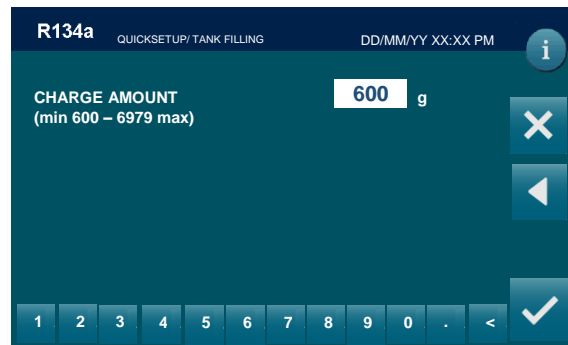 R134a QUICKSETUP/ TANK FILLING DD/MM/YY XX:XX PM
i
CHARGE AMOUNT 600 g
(min 600 – 6979 max)
1 2 3 4 5 6 7 8 9 0 . <